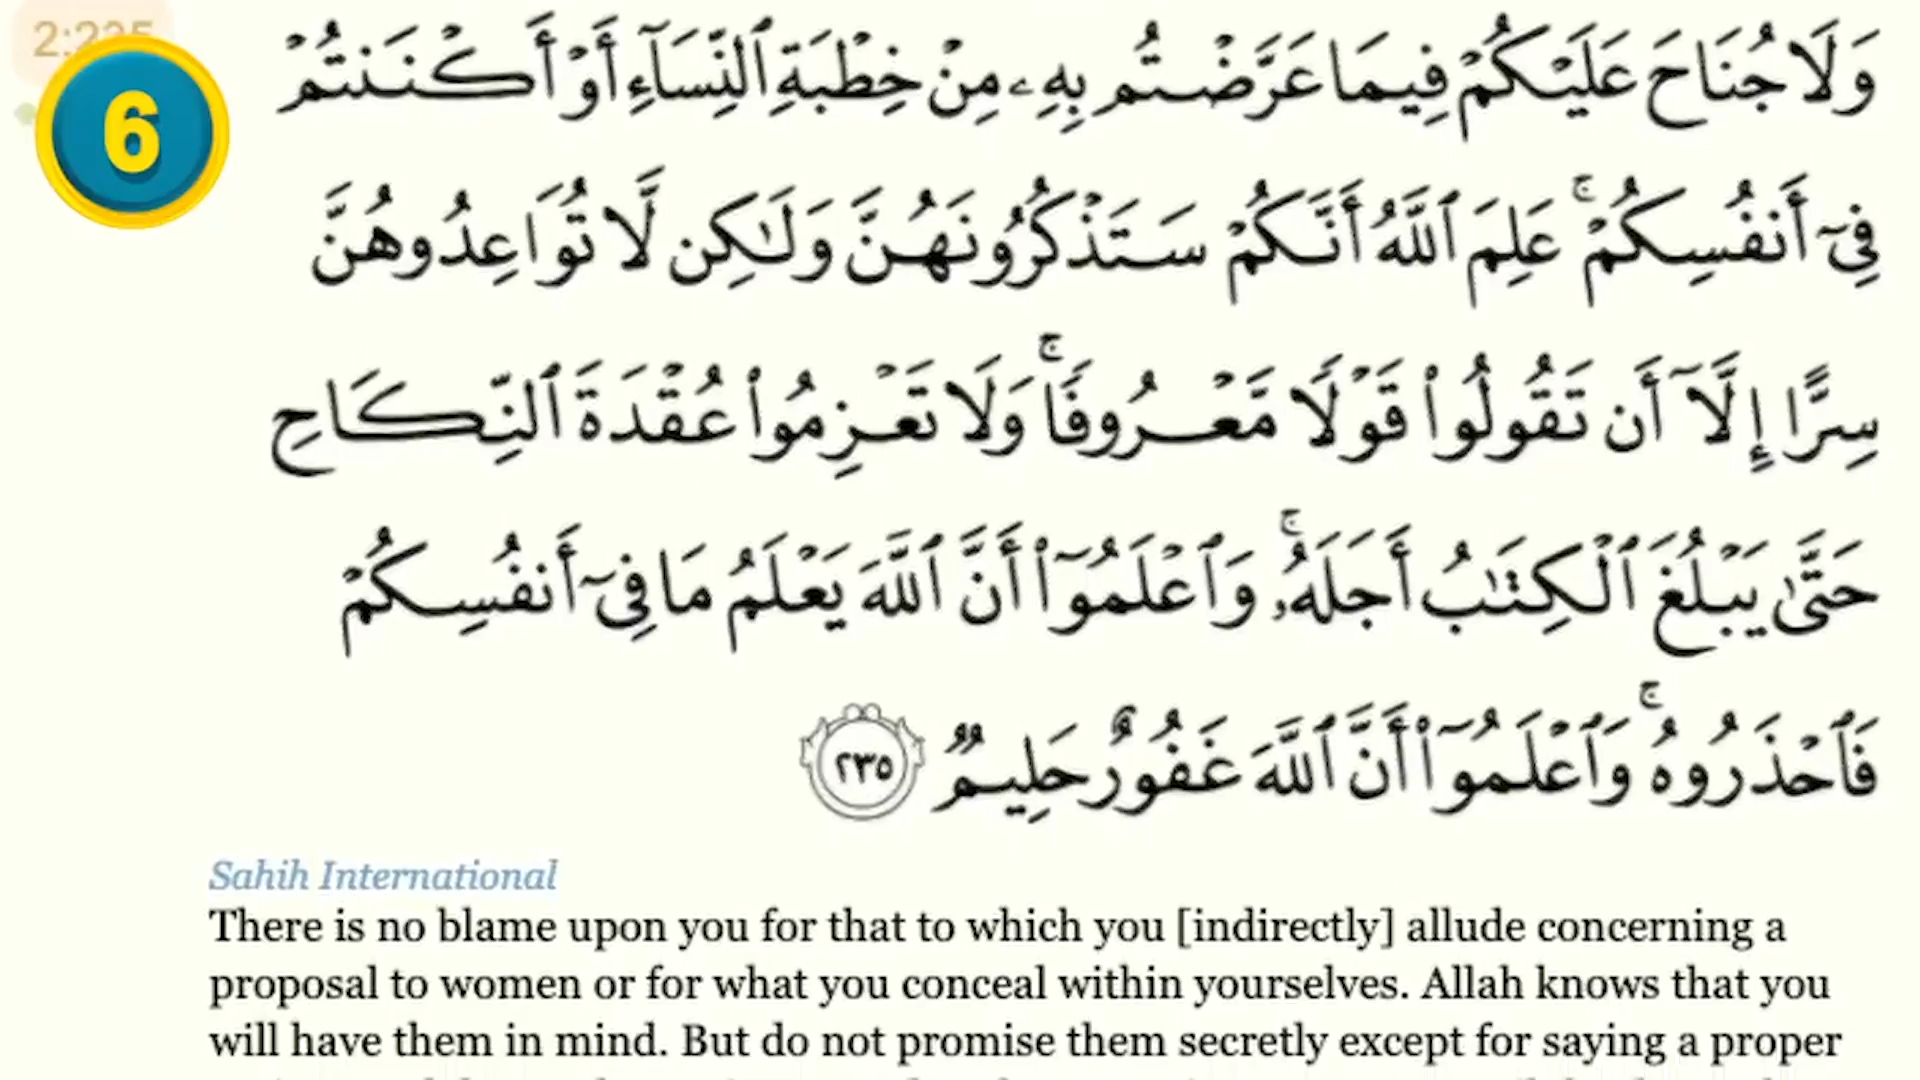 2:235
6
وَلَا جُنَاحَ عَلَيْكُمْ فِيمَا عَرَّضْتُم بِهِۦ مِنْ خِطْبَةِ ٱلنِّسَآءِ أَوْ أَكْنَنتُمْ
فِىٓ أَنفُسِكُمْ ۚ عَلِمَ ٱللَّهُ أَنَّكُمْ سَتَذْكُرُونَهُنَّ وَلَـٰكِن لَّا تُوَاعِدُوهُنَّ
سِرًّا إِلَّآ أَن تَقُولُوا۟ قَوْلًا مَّعْرُوفًا ۚ وَلَا تَعْزِمُوا۟ عُقْدَةَ ٱلنِّكَاحِ
حَتَّىٰ يَبْلُغَ ٱلْكِتَـٰبُ أَجَلَهُۥ ۚ وَٱعْلَمُوٓا۟ أَنَّ ٱللَّهَ يَعْلَمُ مَا فِىٓ أَنفُسِكُمْ
فَٱحْذَرُوهُ ۚ وَٱعْلَمُوٓا۟ أَنَّ ٱللَّهَ غَفُورٌ حَلِيمٌ ٢٣٥
Sahih International
There is no blame upon you for that to which you [indirectly] allude concerning a
proposal to women or for what you conceal within yourselves. Allah knows that you
will have them in mind. But do not promise them secretly except for saying a proper